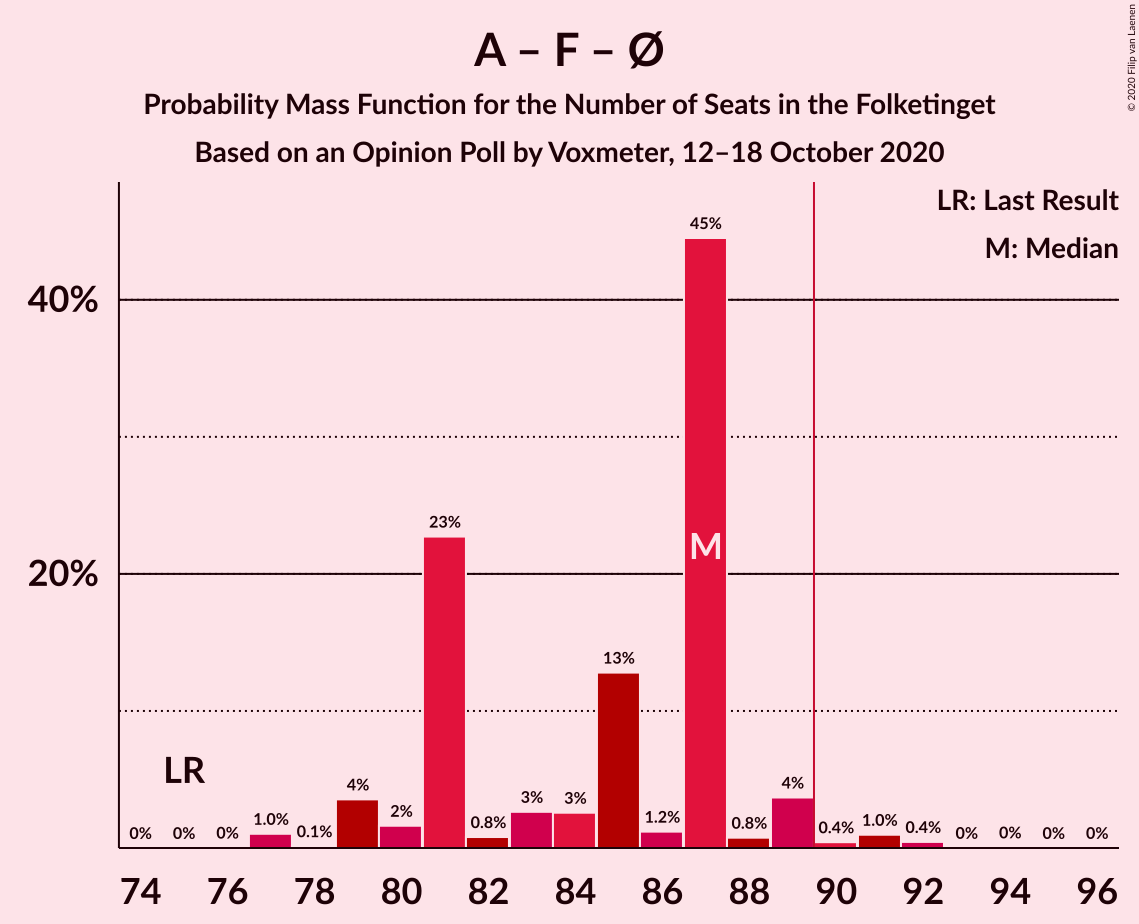 A – F – Ø
Probability Mass Function for the Number of Seats in the Folketinget
Based on an Opinion Poll by Voxmeter, 12–18 October 2020
© 2020 Filip van Laenen
LR: Last Result
M: Median
40%
20%
0%
0%
0%
1.0%
0.1%
4%
2%
23%
0.8%
3%
3%
13%
1.2%
45%
0.8%
4%
0.4%
1.0%
0.4%
0%
0%
0%
0%
LR
M
74 76 78 80 82 84 86 88 90 92 94 96